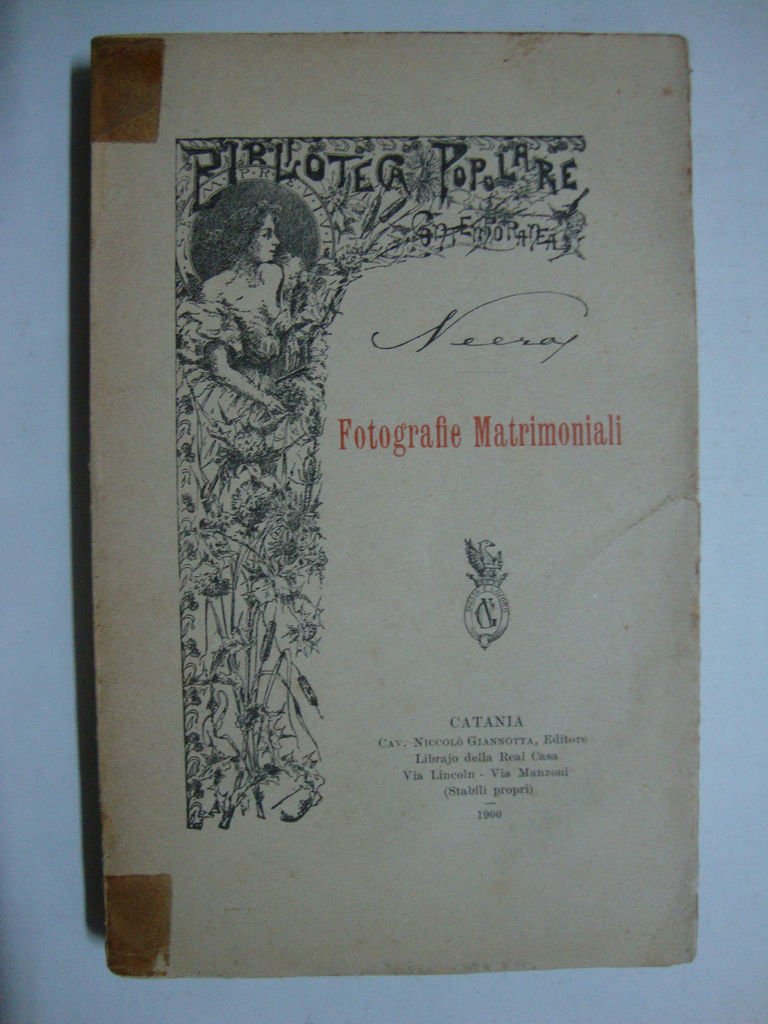 BIBLIOTECA POPOLARE
CONTEMPORANEA
Neera
Fotografie Matrimoniali
CATANIA
CAV. NICCOLÒ GIANNOTTA, Editore
Librajo della Real Casa
Via Lincoln - Via Manzoni
(Stabili propri)
1900